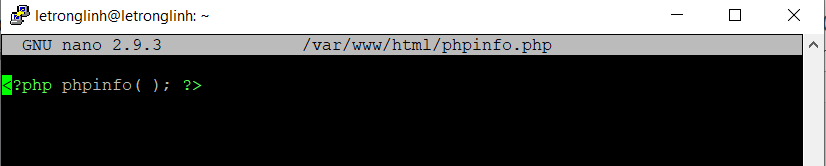 letronglinh@letronglinh: ~
GNU nano 2.9.3 /var/www/html/phpinfo.php
<?php phpinfo( ); ?>